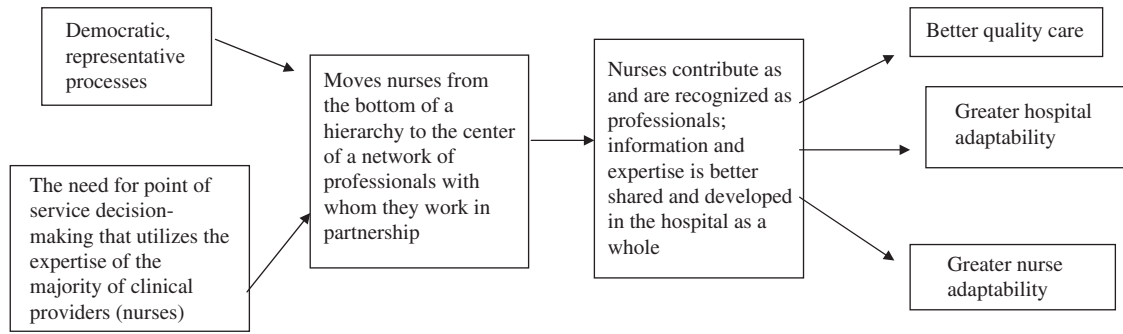 Democratic,
representative
processes
The need for point of
service decision-
making that utilizes the
expertise of the
majority of clinical
providers (nurses)
Moves nurses from
the bottom of a
hierarchy to the center
of a network of
professionals with
whom they work in
partnership
Nurses contribute as
and are recognized as
professionals;
information and
expertise is better
shared and developed
in the hospital as a
whole
Better quality care
Greater hospital
adaptability
Greater nurse
adaptability